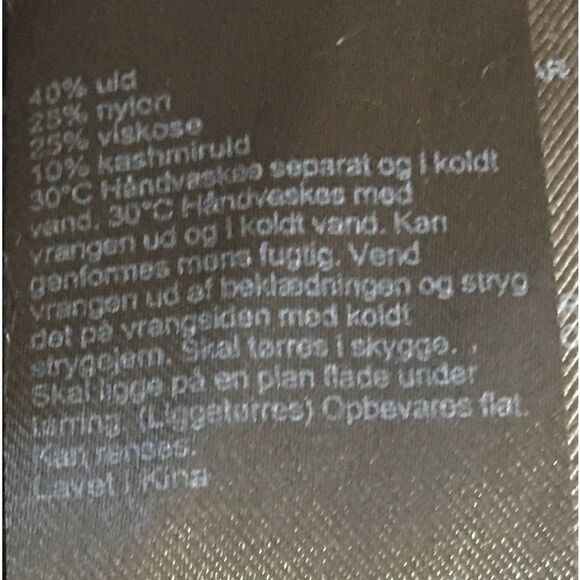 40% uld
25% nylon
25% viskose
10% kashmiruld
30°C Håndvaskes separat og i koldt
vand. 30°C Håndvaskes med
vrangen ud og i koldt vand. Kan
genformes mens fugtig. Vend
vrangen ud af beklædningen og stryg
det på vrangsiden med koldt
strygejern. Skal tørres i skygge.
Skal ligge på en plan flade under
tørring. (Liggetørres) Opbevares flat.
Kan renses.
Lavet i Kina